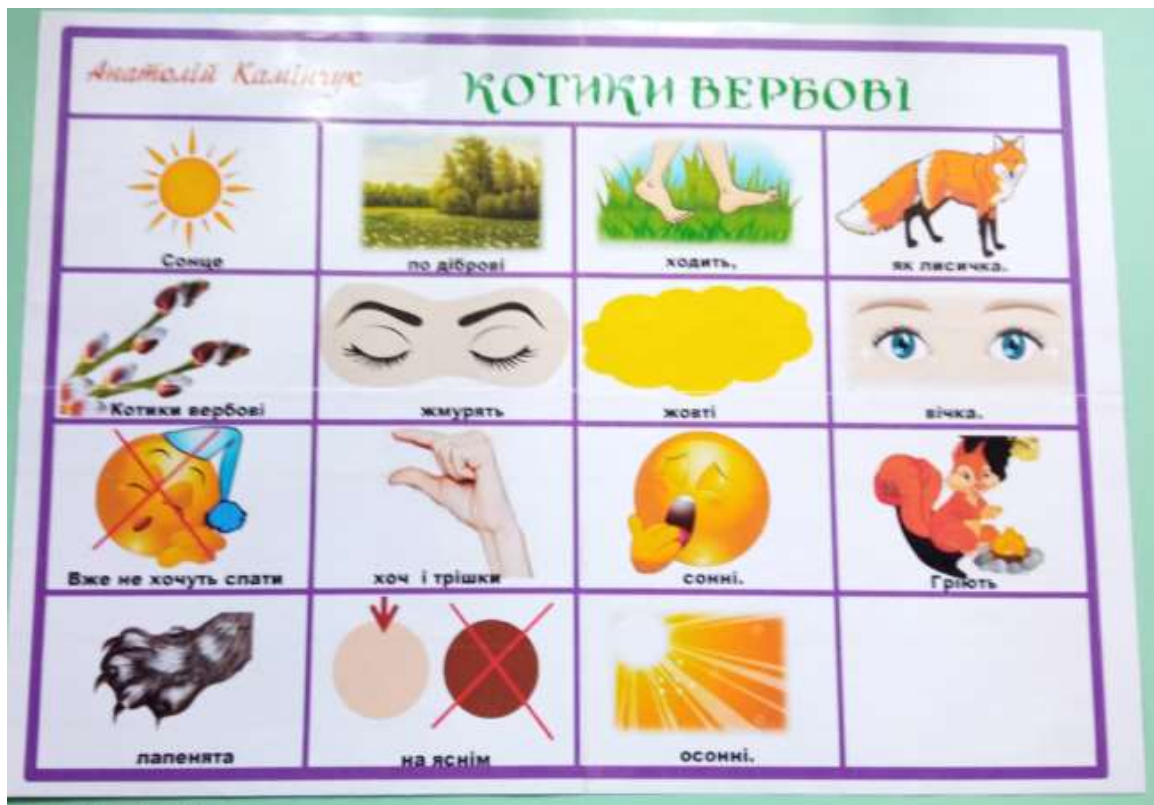 Анатолій Камінчук
КОТИКИ ВЕРБОВІ
Сонце
по діброві
ходить,
як лисичка.
Котики вербові
жмурять
жовті
вічка.
Вже не хочуть спати
хоч і трішки
сонні.
Гріють
лапенята
на яснім
осонні.